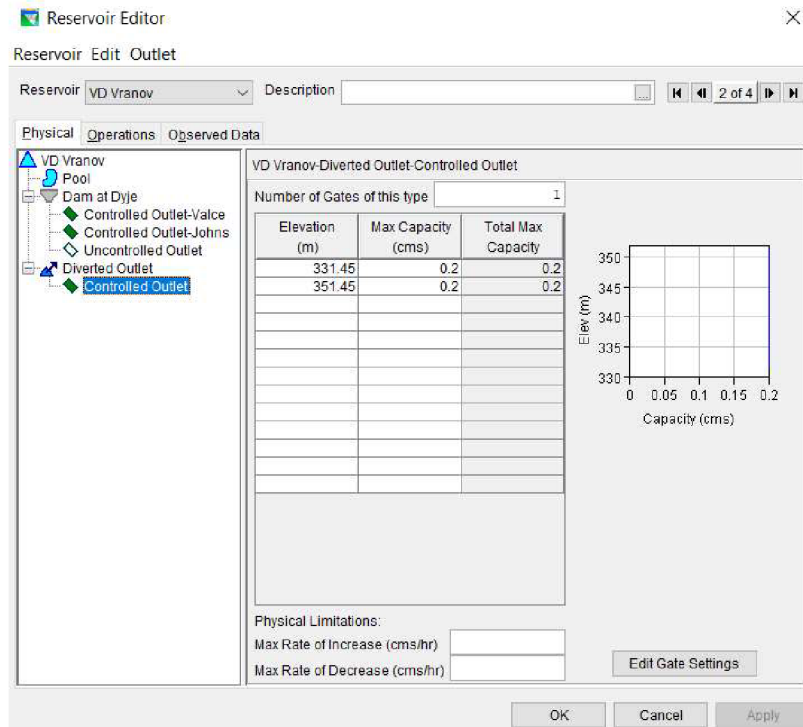 Reservoir Editor
Reservoir Edit Outlet
Reservoir VD Vranov Description ... 2 of 4
Physical Operations Observed Data
VD Vranov
Pool
Dam at Dyje
Controlled Outlet-Valce
Controlled Outlet-Johns
Uncontrolled Outlet
Diverted Outlet
Controlled Outlet
VD Vranov-Diverted Outlet-Controlled Outlet
Number of Gates of this type 1
Elevation Max Capacity Total Max
(m) (cms) Capacity
331.45 0.2 0.2
351.45 0.2 0.2
Elev (m)
350
345
340
335
330
0 0.05 0.1 0.15 0.2
Capacity (cms)
Physical Limitations:
Max Rate of Increase (cms/hr)
Max Rate of Decrease (cms/hr)
Edit Gate Settings
OK Cancel Apply